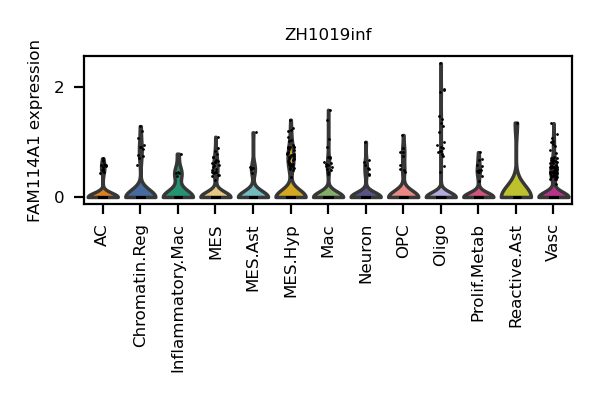 ZH1019inf
FAM114A1 expression
2
0
AC
Chromatin.Reg
Inflammatory.Mac
MES
MES.Ast
MES.Hyp
Mac
Neuron
OPC
Oligo
Prolif.Metab
Reactive.Ast
Vasc